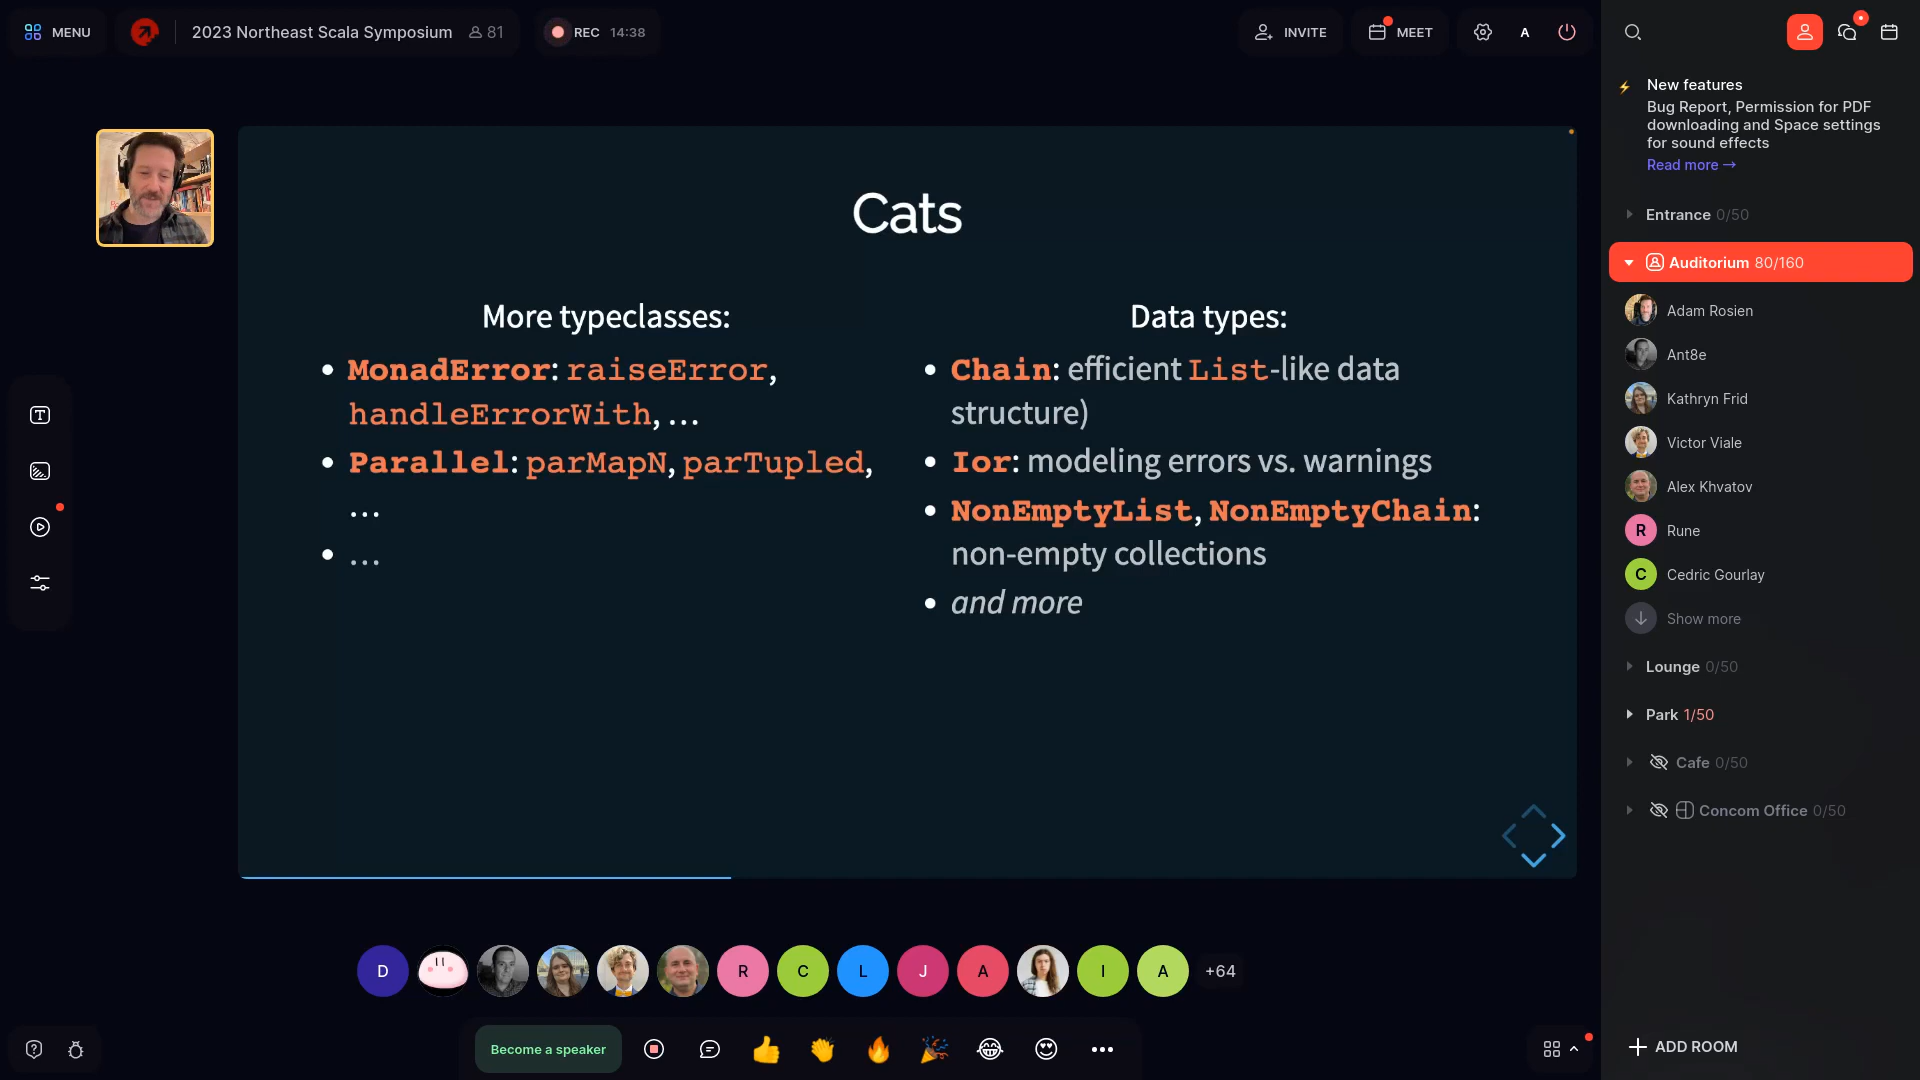 MENU
2023 Northeast Scala Symposium 81
REC 14:38
INVITE
MEET
A
New features
Bug Report, Permission for PDF
downloading and Space settings
for sound effects
Read more →
Entrance 0/50
Auditorium 80/160
Adam Rosien
Ant8e
Kathryn Frid
Victor Viale
Alex Khvatov
R Rune
C Cedric Gourlay
Show more
Lounge 0/50
Park 1/50
Cafe 0/50
Concom Office 0/50
ADD ROOM
Cats
More typeclasses:
• MonadError: raiseError,
handleErrorWith, …
• Parallel: parMapN, parTupled,
…
• …
Data types:
• Chain: efficient List-like data
structure)
• Ior: modeling errors vs. warnings
• NonEmptyList, NonEmptyChain:
non-empty collections
• and more
D R C L J A I A +64
Become a speaker